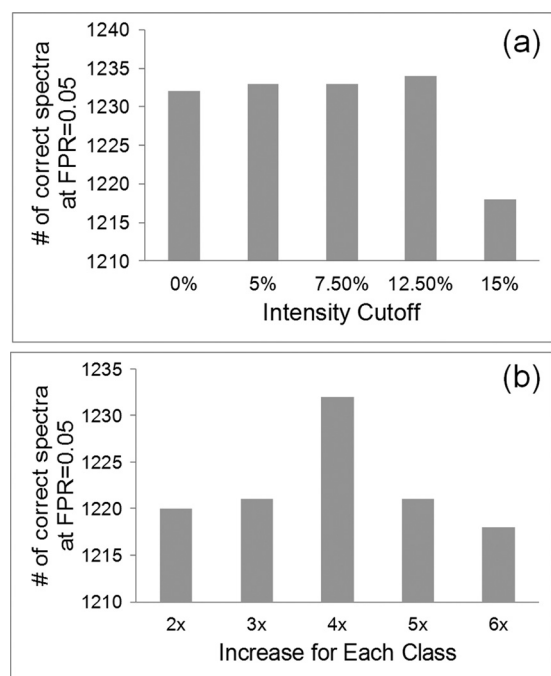 (a)
# of correct spectra
at FPR=0.05
1240
1235
1230
1225
1220
1215
1210
0% 5% 7.50% 12.50% 15%
Intensity Cutoff
(b)
# of correct spectra
at FPR=0.05
1235
1230
1225
1220
1215
1210
2x 3x 4x 5x 6x
Increase for Each Class